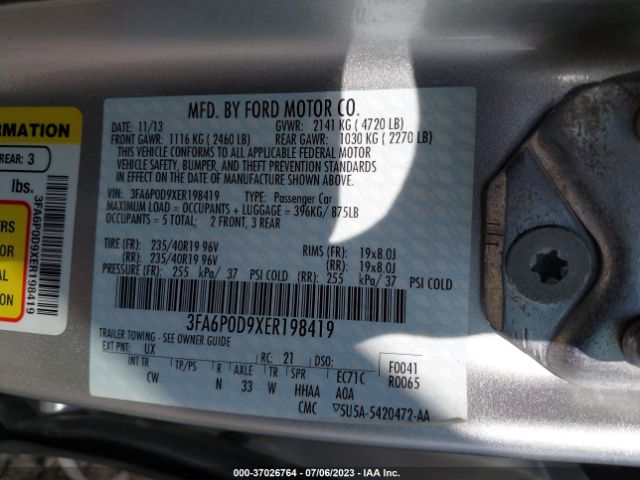 MFD. BY FORD MOTOR CO.
DATE: 11/13 GVWR: 2141 KG ( 4720 LB)
FRONT GAWR: 1116 KG ( 2460 LB) REAR GAWR: 1030 KG ( 2270 LB)
THIS VEHICLE CONFORMS TO ALL APPLICABLE FEDERAL MOTOR
VEHICLE SAFETY, BUMPER, AND THEFT PREVENTION STANDARDS
IN EFFECT ON THE DATE OF MANUFACTURE SHOWN ABOVE
VIN: 3FA6P0D9XER198419 TYPE: Passenger Car
MAXIMUM LOAD = OCCUPANTS + LUGGAGE = 396KG/ 875LB
OCCUPANTS = 5 TOTAL: 2 FRONT, 3 REAR
TIRE (FR): 235/40R19 96V RIMS (FR): 19x8.0J
(RR): 235/40R19 96V (RR): 19x8.0J
PRESSURE (FR): 255 kPa/ 37 PSI COLD (RR): 255 kPa/ 37 PSI COLD
3FA6P0D9XER198419
TRAILER TOWING - SEE OWNER GUIDE
EXT PNT: UX RC: 21 DSO: F0041
INT TR TP/PS R AXLE TR SPR EC71C R0065
CW N 33 W HHAA A0A
CMC 5U5A-5420472-AA
ORMATION
REAR: 3
lbs.
3FA6P0D9XER198419
000-37026764 - 07/06/2023 - IAA Inc.